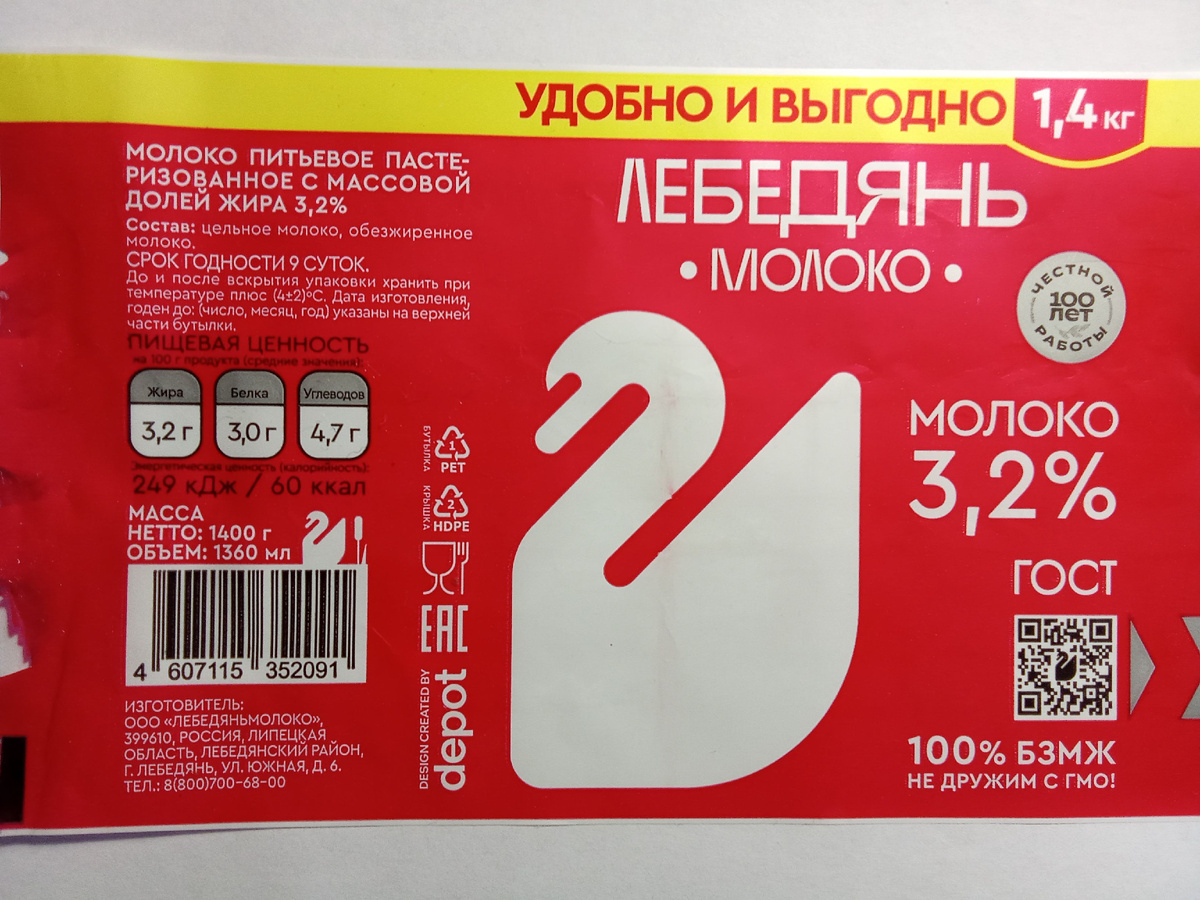 УДОБНО И ВЫГОДНО
1,4 кг
МОЛОКО ПИТЬЕВОЕ ПАСТЕ-
РИЗОВАННОЕ С МАССОВОЙ
ДОЛЕЙ ЖИРА 3,2%
Состав: цельное молоко, обезжиренное
молоко.
СРОК ГОДНОСТИ 9 СУТОК.
До и после вскрытия упаковки хранить при
температуре плюс (4±2)°С. Дата изготовления,
годен до: (число, месяц, год) указаны на верхней
части бутылки.
ПИЩЕВАЯ ЦЕННОСТЬ
на 100 г продукта (средние значения):
Жира Белка Углеводов
3,2 г 3,0 г 4,7 г
Энергетическая ценность (калорийность):
249 кДж / 60 ккал
МАССА
НЕТТО: 1400 г
ОБЪЕМ: 1360 мл
4 607115 352091
ИЗГОТОВИТЕЛЬ:
ООО «ЛЕБЕДЯНЬМОЛОКО»,
399610, РОССИЯ, ЛИПЕЦКАЯ
ОБЛАСТЬ, ЛЕБЕДЯНСКИЙ РАЙОН,
Г. ЛЕБЕДЯНЬ, УЛ. ЮЖНАЯ, Д. 6.
ТЕЛ.: 8(800)700-68-00
БУТЫЛКА
1
PET
КРЫШКА
2
HDPE
EAC
DESIGN CREATED BY
depot
ЛЕБЕДЯНЬ
• МОЛОКО •
ЧЕСТНОЙ
100
ЛЕТ
РАБОТЫ
МОЛОКО
3,2%
ГОСТ
100% БЗМЖ
НЕ ДРУЖИМ С ГМО!